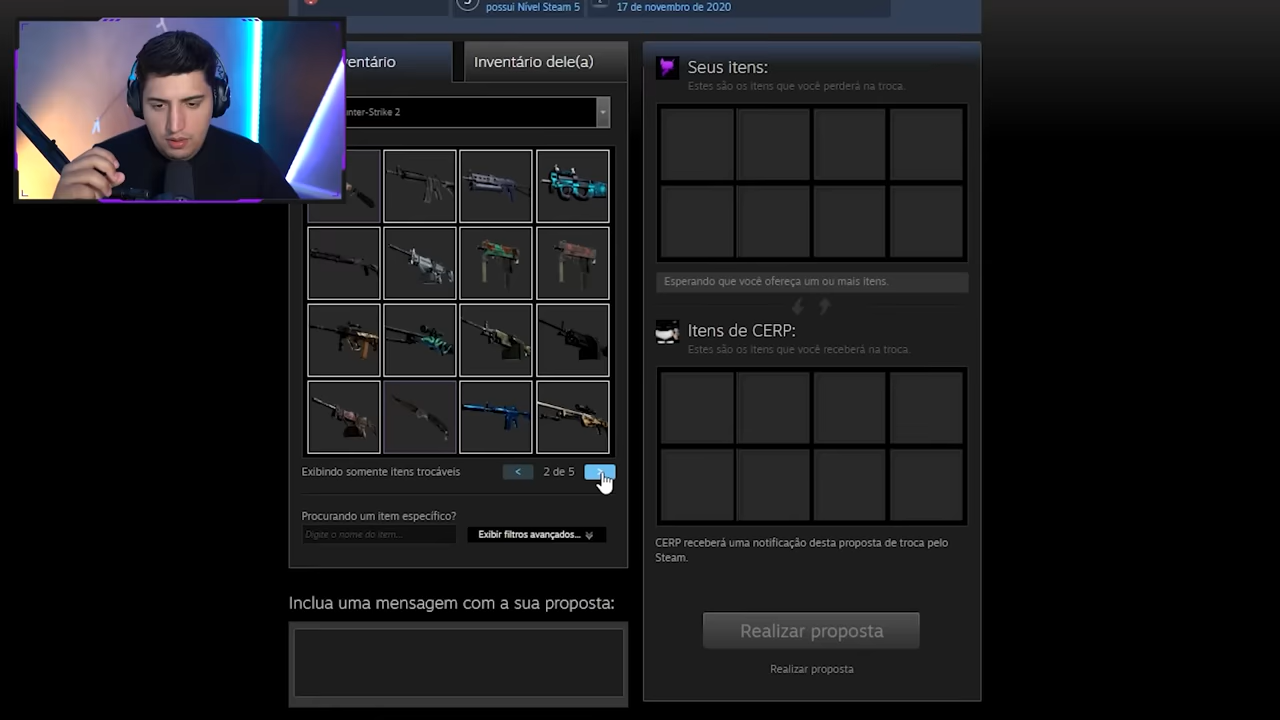 possui Nível Steam 5
17 de novembro de 2020
ventário
Inventário dele(a)
nter-Strike 2
Exibindo somente itens trocáveis
< 2 de 5 >
Procurando um item específico?
Digite o nome do item...
Exibir filtros avançados...
Inclua uma mensagem com a sua proposta:
Seus itens:
Estes são os itens que você perderá na troca.
Esperando que você ofereça um ou mais itens.
Itens de CERP:
Estes são os itens que você receberá na troca.
CERP receberá uma notificação desta proposta de troca pelo
Steam.
Realizar proposta
Realizar proposta